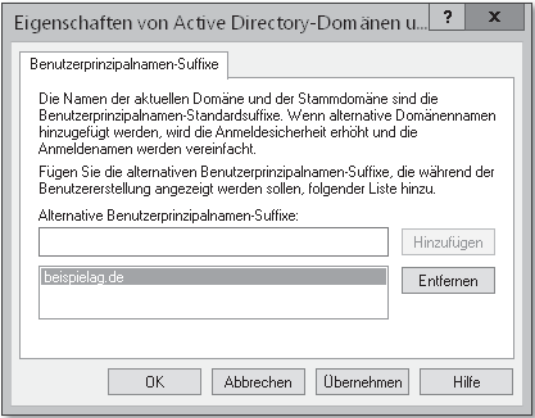 Eigenschaften von Active Directory-Domänen u...
?
x
Benutzerprinzipalnamen-Suffixe
Die Namen der aktuellen Domäne und der Stammdomäne sind die
Benutzerprinzipalnamen-Standardsuffixe. Wenn alternative Domänennamen
hinzugefügt werden, wird die Anmeldesicherheit erhöht und die
Anmeldenamen werden vereinfacht.
Fügen Sie die alternativen Benutzerprinzipalnamen-Suffixe, die während der
Benutzererstellung angezeigt werden sollen, folgender Liste hinzu.
Alternative Benutzerprinzipalnamen-Suffixe:
Hinzufügen
beispielag.de
Entfernen
OK
Abbrechen
Übernehmen
Hilfe